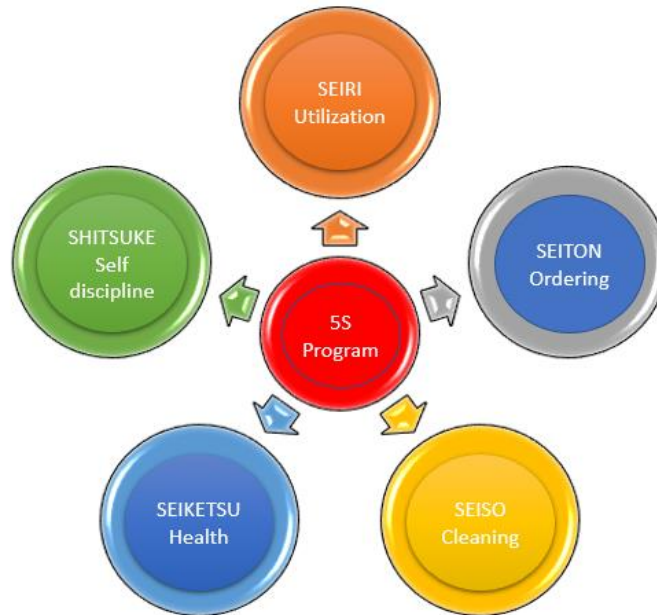 SEIRI
Utilization
SHITSUKE
Self
discipline
SEITON
Ordering
5S
Program
SEIKETSU
Health
SEISO
Cleaning